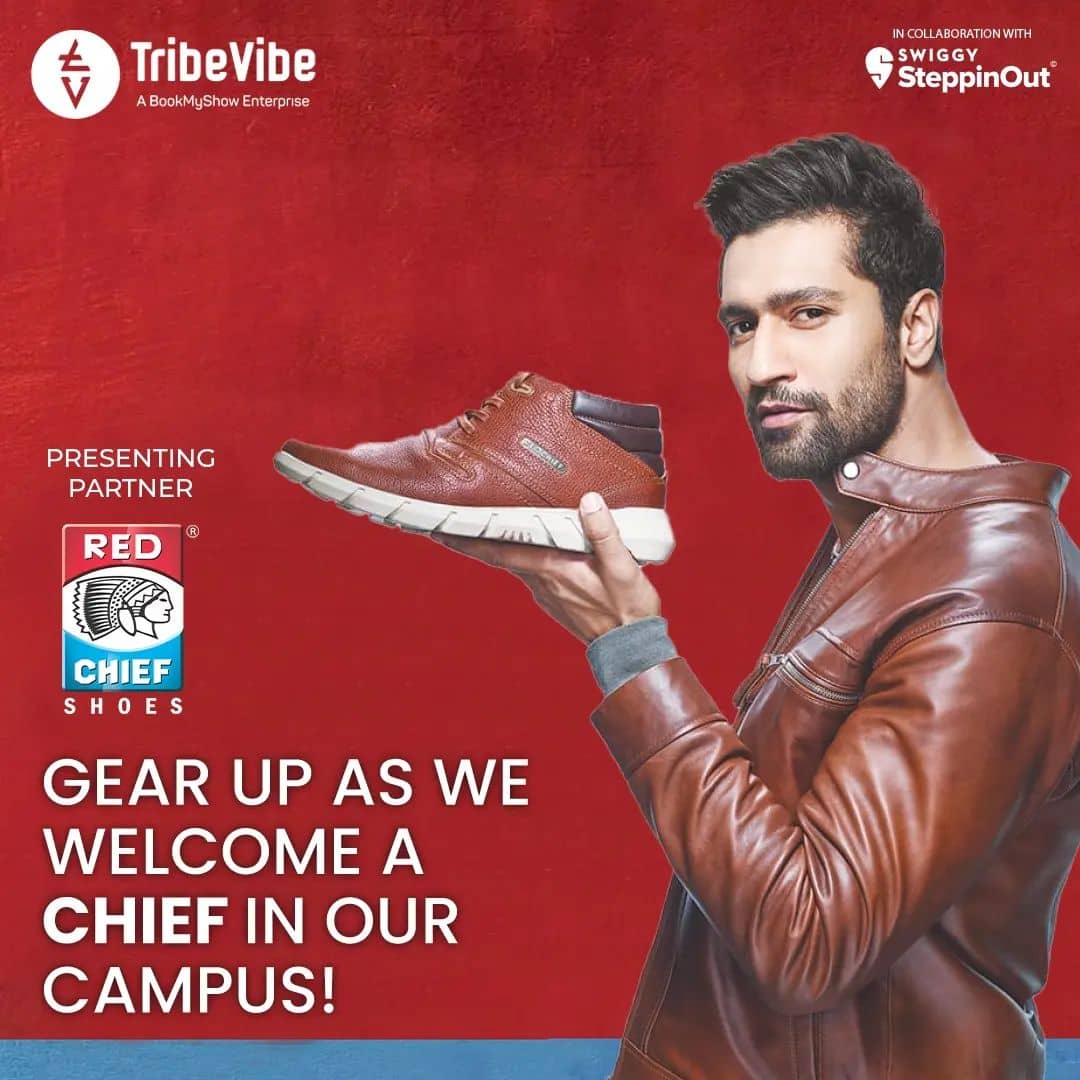 TribeVibe
A BookMyShow Enterprise
IN COLLABORATION WITH
SWIGGY
SteppinOut©
PRESENTING
PARTNER
RED ®
CHIEF
SHOES
GEAR UP AS WE
WELCOME A
CHIEF IN OUR
CAMPUS!